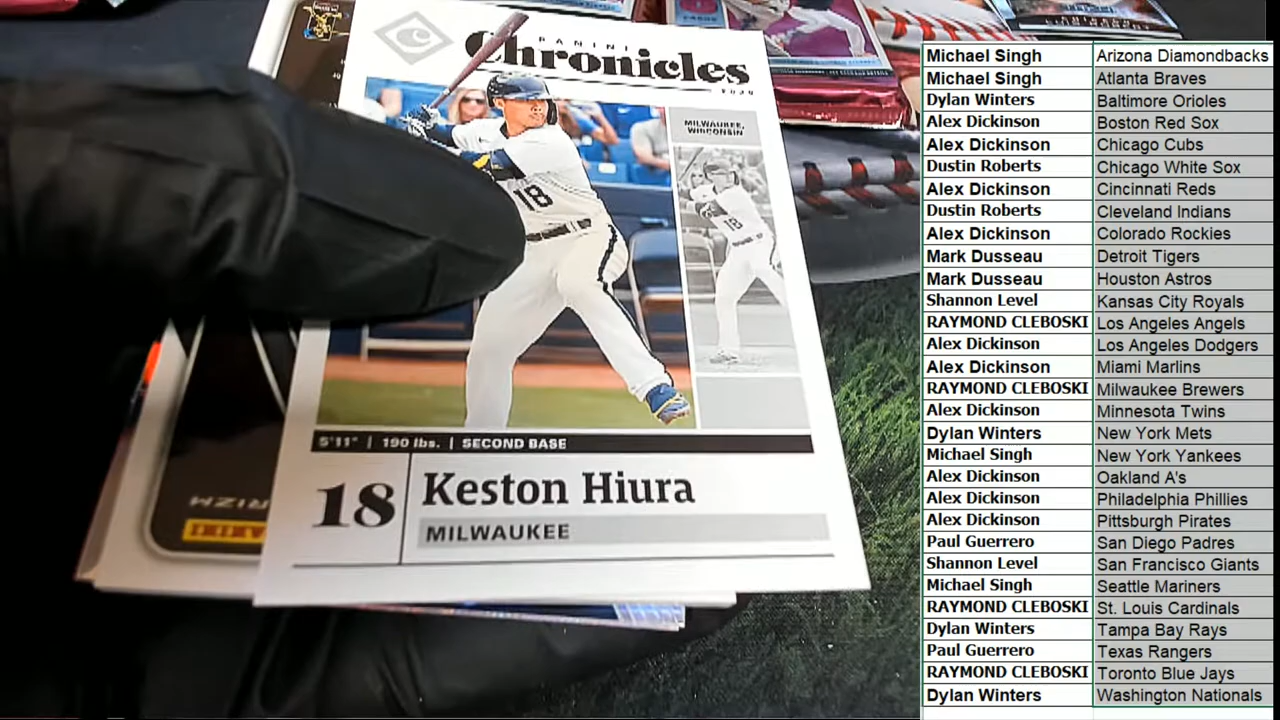 PANINI
Chronicles
2020
MILWAUKEE,
WISCONSIN
18
18
5'11" | 190 lbs. | SECOND BASE
18
Keston Hiura
MILWAUKEE
PRIZM
PANINI
Michael Singh Arizona Diamondbacks
Michael Singh Atlanta Braves
Dylan Winters Baltimore Orioles
Alex Dickinson Boston Red Sox
Alex Dickinson Chicago Cubs
Dustin Roberts Chicago White Sox
Alex Dickinson Cincinnati Reds
Dustin Roberts Cleveland Indians
Alex Dickinson Colorado Rockies
Mark Dusseau Detroit Tigers
Mark Dusseau Houston Astros
Shannon Level Kansas City Royals
RAYMOND CLEBOSKI Los Angeles Angels
Alex Dickinson Los Angeles Dodgers
Alex Dickinson Miami Marlins
RAYMOND CLEBOSKI Milwaukee Brewers
Alex Dickinson Minnesota Twins
Dylan Winters New York Mets
Michael Singh New York Yankees
Alex Dickinson Oakland A's
Alex Dickinson Philadelphia Phillies
Alex Dickinson Pittsburgh Pirates
Paul Guerrero San Diego Padres
Shannon Level San Francisco Giants
Michael Singh Seattle Mariners
RAYMOND CLEBOSKI St. Louis Cardinals
Dylan Winters Tampa Bay Rays
Paul Guerrero Texas Rangers
RAYMOND CLEBOSKI Toronto Blue Jays
Dylan Winters Washington Nationals